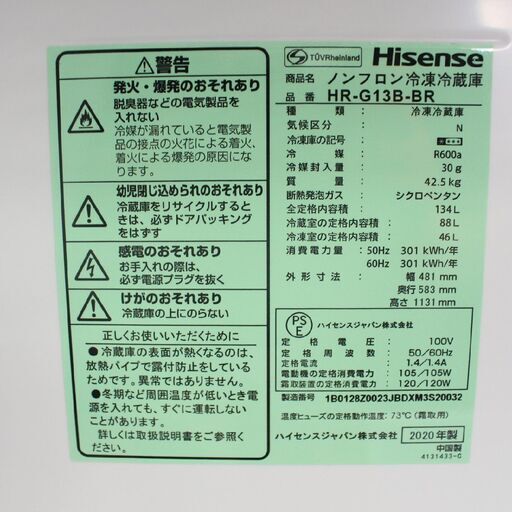 ⚠警告
発火・爆発のおそれあり
脱臭器などの電気製品を
入れない
冷媒が漏れていると電気製
品の接点の火花による着火、
着火による爆発の原因にな
ります。
幼児閉じ込められのおそれあり
冷蔵庫をリサイクルすると
きは、必ずドアパッキング
をはずす
感電のおそれあり
お手入れの際は、
必ず電源プラグを抜く
けがのおそれあり
冷蔵庫の上にのらない
正しくお使いいただくために
●冷蔵庫の表面が熱くなるのは、
放熱パイプで露付防止をしている
ためです。異常ではありません。
●冬期など周囲温度が低いとき電
源を入れても、すぐに運転しない
ことがあります。
詳しくは取扱説明書をご参照ください。
TÜVRheinland Hisense
商品名 ノンフロン冷凍冷蔵庫
品番 HR-G13B-BR
種類 冷凍冷蔵庫
気候区分 N
冷凍庫の記号
冷媒 R600a
冷媒封入量 30g
質量 42.5kg
断熱発泡ガス シクロペンタン
全定格内容積 134L
冷蔵室の定格内容積 88L
冷凍室の定格内容積 46L
消費電力量 50Hz 301 kWh/年
60Hz 301 kWh/年
外形寸法 幅 481 mm
奥行 583 mm
高さ 1131 mm
PSE ハイセンスジャパン株式会社
定格電圧 100V
定格周波数 50/60Hz
定格電流 1.4/1.4A
電動機の定格消費電力 105/105W
霜取装置の定格消費電力 120/120W
製造番号 1B0128Z0023JBDXM3S20032
温度ヒューズの定格動作温度: 73℃ (霜取用)
ハイセンスジャパン株式会社 2020年製
中国製
4131433-C